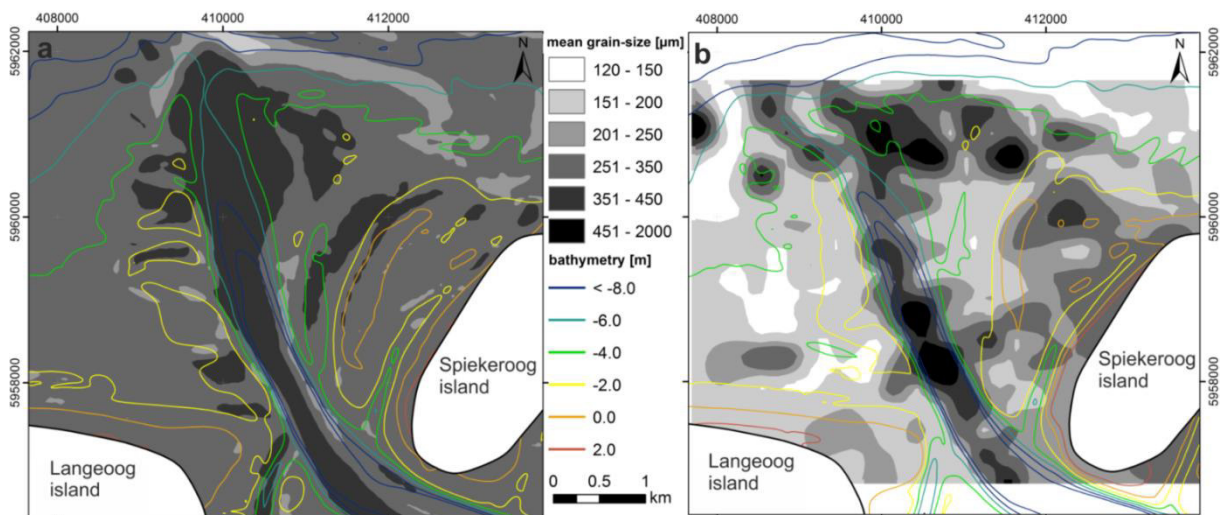 408000 410000 412000
408000 410000 412000
a
N
mean grain-size [µm]
b
N
5962000
5962000
120 - 150
151 - 200
201 - 250
251 - 350
351 - 450
451 - 2000
5960000
5960000
bathymetry [m]
< -8.0
-6.0
-4.0
-2.0
0.0
2.0
5958000
5958000
Spiekeroog
island
Spiekeroog
island
Langeoog
island
0 0.5 1
km
Langeoog
island